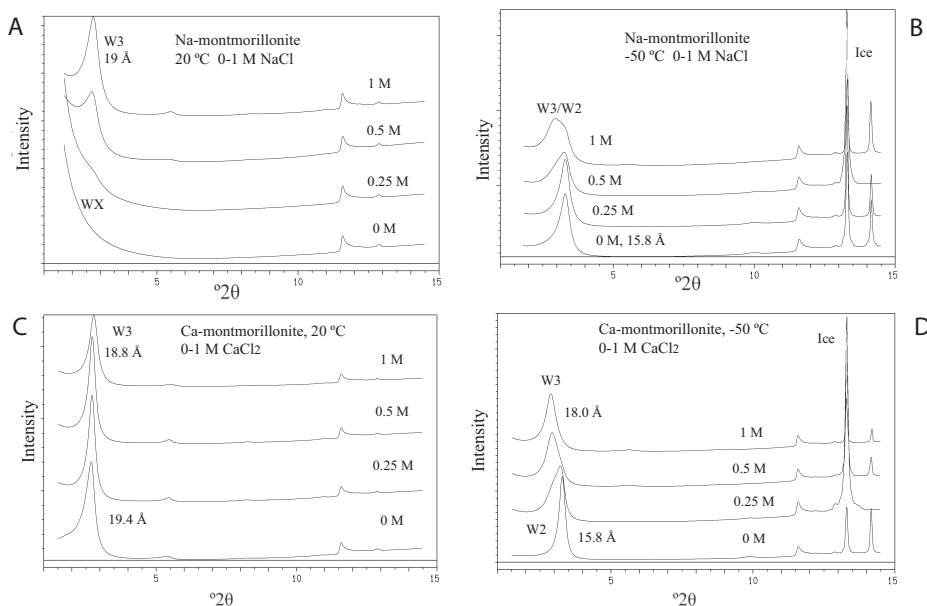 A
Intensity
W3
19 Å
Na-montmorillonite
20 ºC 0-1 M NaCl
1 M
0.5 M
0.25 M
WX
0 M
5
10
15
º2θ
B
Intensity
Na-montmorillonite
-50 ºC 0-1 M NaCl
Ice
W3/W2
1 M
0.5 M
0.25 M
0 M, 15.8 Å
5
10
15
º2θ
C
Intensity
W3
18.8 Å
Ca-montmorillonite, 20 ºC
0-1 M CaCl2
1 M
0.5 M
0.25 M
19.4 Å
0 M
5
10
15
º2θ
D
Intensity
Ca-montmorillonite, -50 ºC
0-1 M CaCl2
Ice
W3
18.0 Å
1 M
0.5 M
0.25 M
W2
15.8 Å
0 M
5
10
15
º2θ